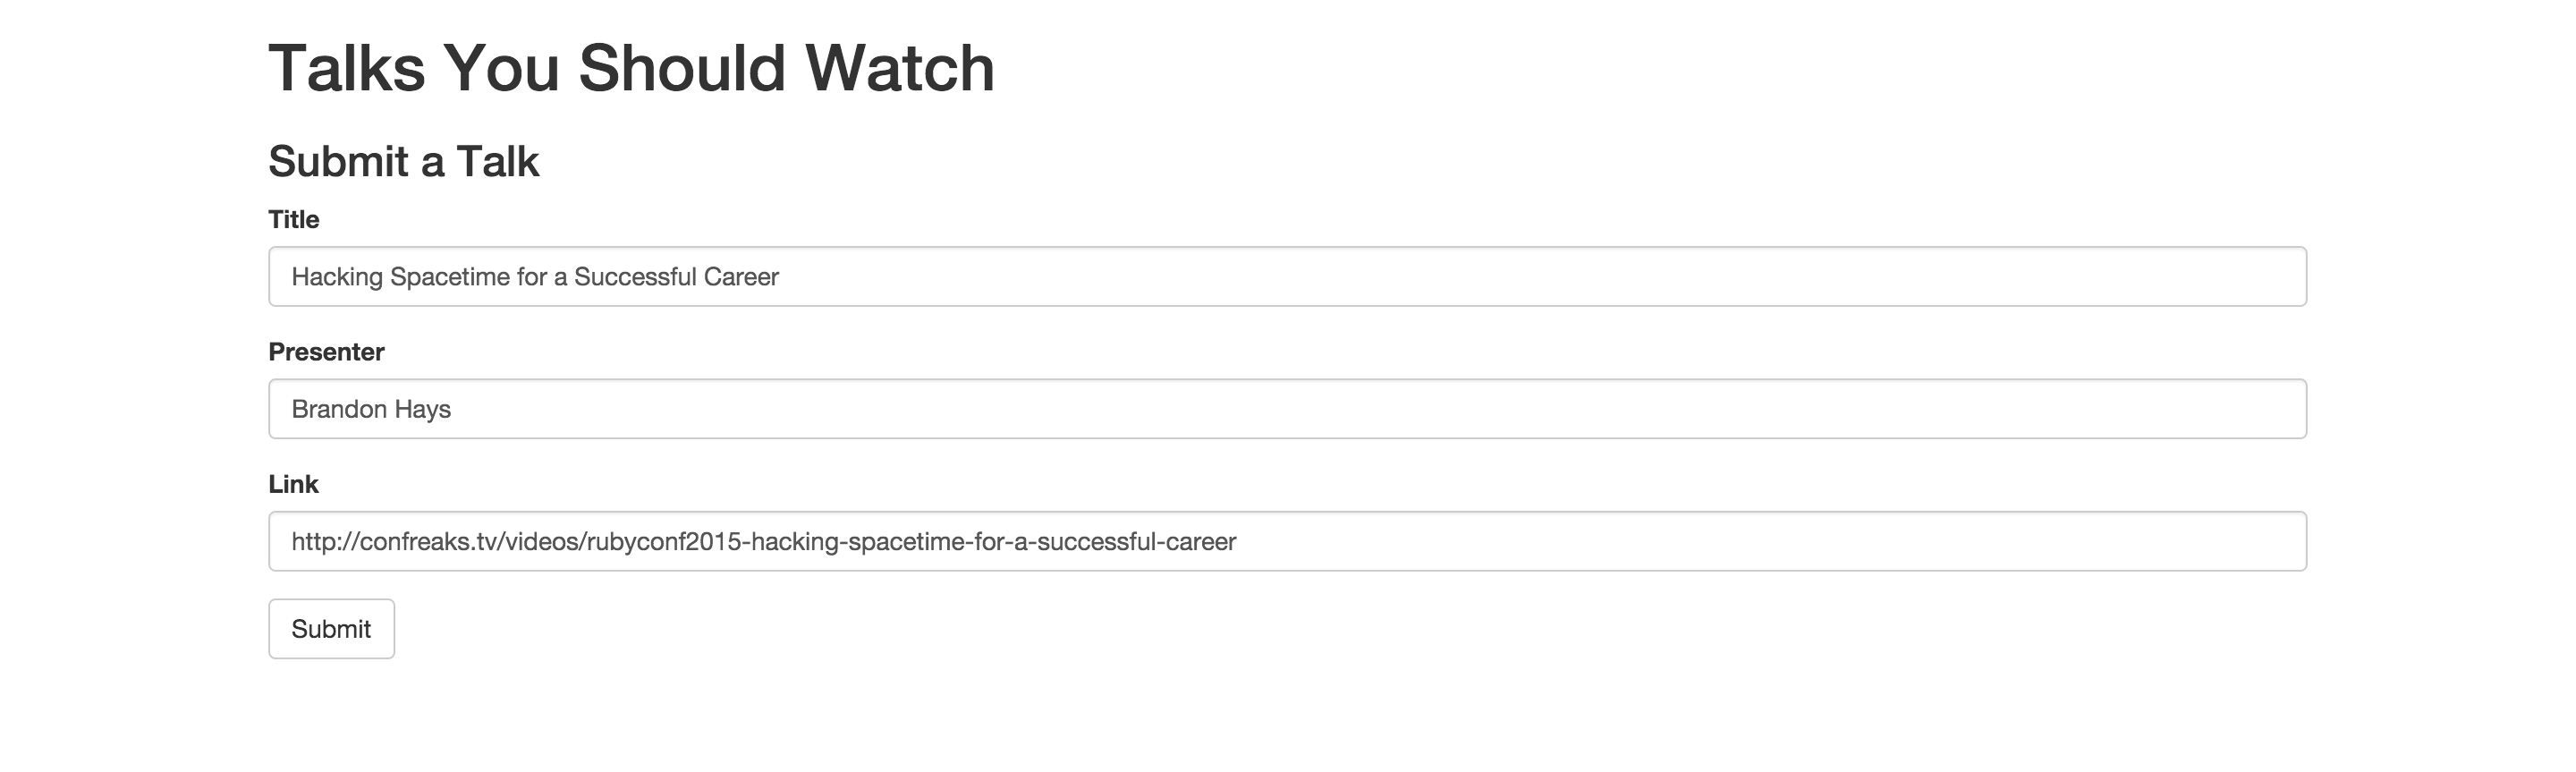 Talks You Should Watch
Submit a Talk
Title
Hacking Spacetime for a Successful Career
Presenter
Brandon Hays
Link
http://confreaks.tv/videos/rubyconf2015-hacking-spacetime-for-a-successful-career
Submit